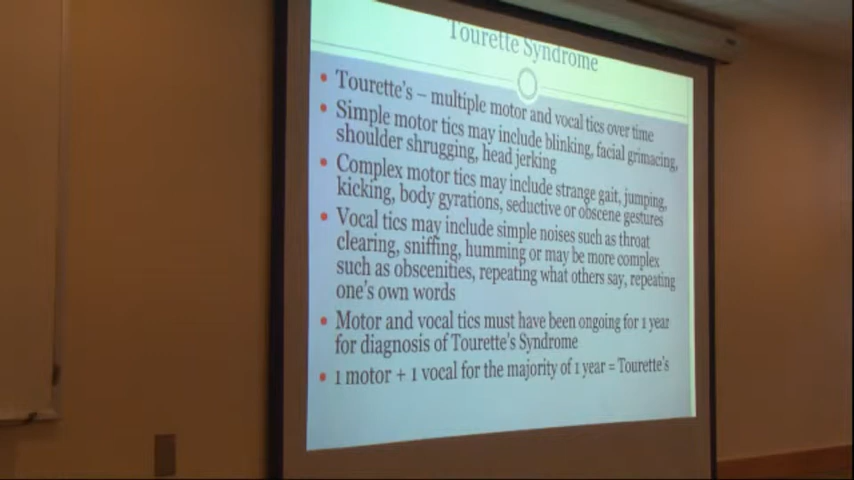 Tourette Syndrome
• Tourette's – multiple motor and vocal tics over time
• Simple motor tics may include blinking, facial grimacing,
shoulder shrugging, head jerking
• Complex motor tics may include strange gait, jumping,
kicking, body gyrations, seductive or obscene gestures
• Vocal tics may include simple noises such as throat
clearing, sniffing, humming or may be more complex
such as obscenities, repeating what others say, repeating
one's own words
• Motor and vocal tics must have been ongoing for 1 year
for diagnosis of Tourette's Syndrome
• 1 motor + 1 vocal for the majority of 1 year = Tourette's